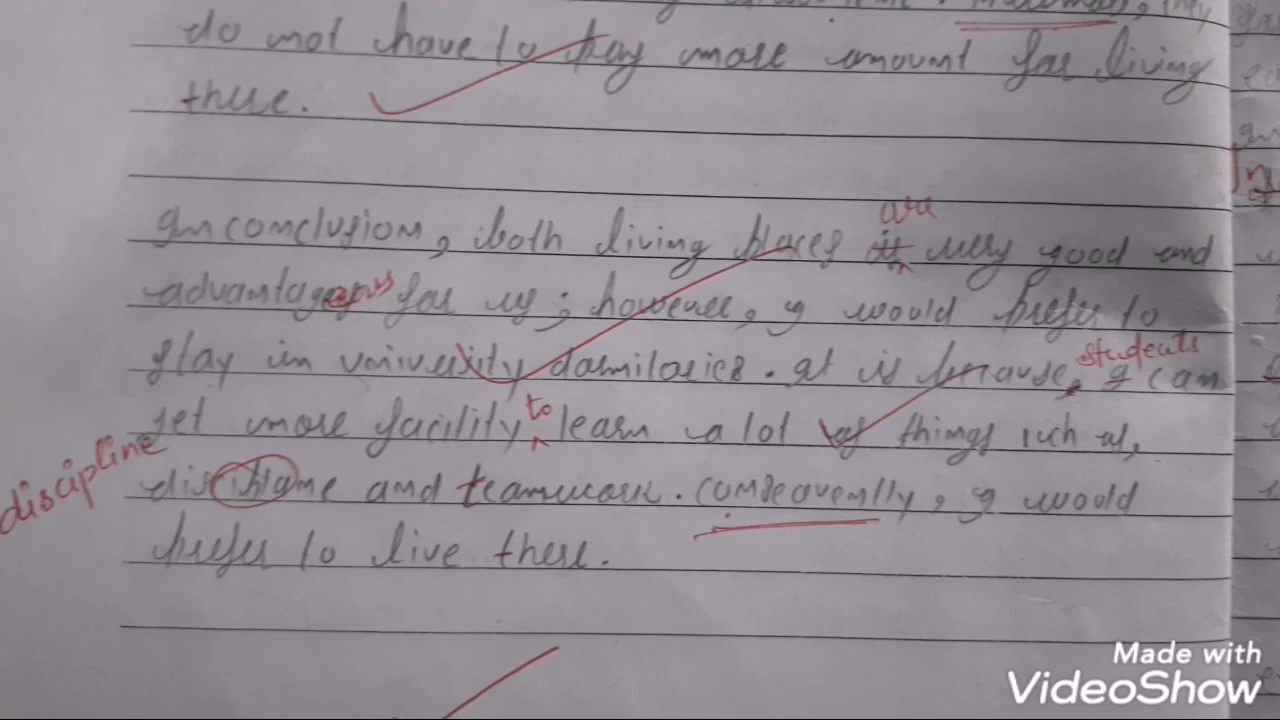 do not have to pay more amount for living
there.
are
In conclusion, both living places it very good and
advantageous for us; however, I would prefer to
stay in university dormitories. It is because, I can
students
get more facility, to learn a lot of things such as,
discipline
and teamwork. Conseqvently, I would
prefer to live there.
Made with
VideoShow